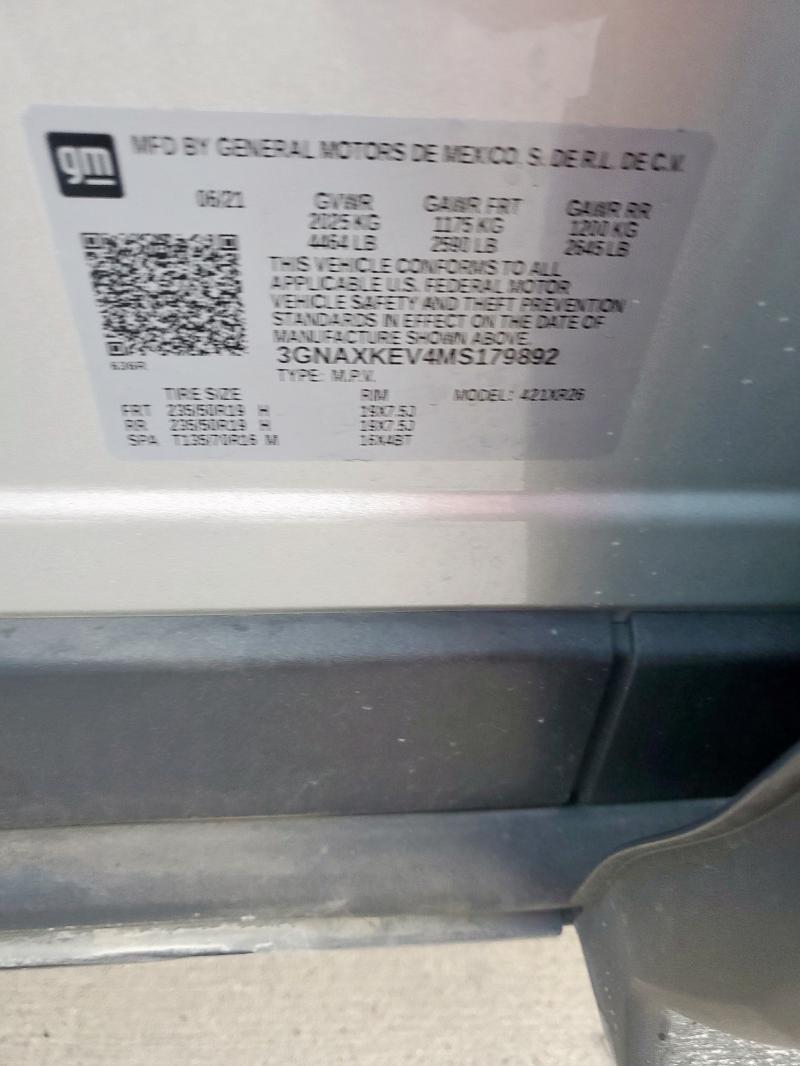 gm
MFD BY GENERAL MOTORS DE MEXICO, S. DE R.L. DE C.V.
06/21 GVWR GAWR FRT GAWR RR
2025 KG 1175 KG 1200 KG
4464 LB 2590 LB 2645 LB
THIS VEHICLE CONFORMS TO ALL
APPLICABLE U.S. FEDERAL MOTOR
VEHICLE SAFETY AND THEFT PREVENTION
STANDARDS IN EFFECT ON THE DATE OF
MANUFACTURE SHOWN ABOVE.
3GNAXKEV4MS179892
TYPE: M.P.V.
TIRE SIZE RIM MODEL: 421XR26
FRT 235/50R19 H 19X7.5J
RR 235/50R19 H 19X7.5J
SPA T135/70R16 M 16X4BT